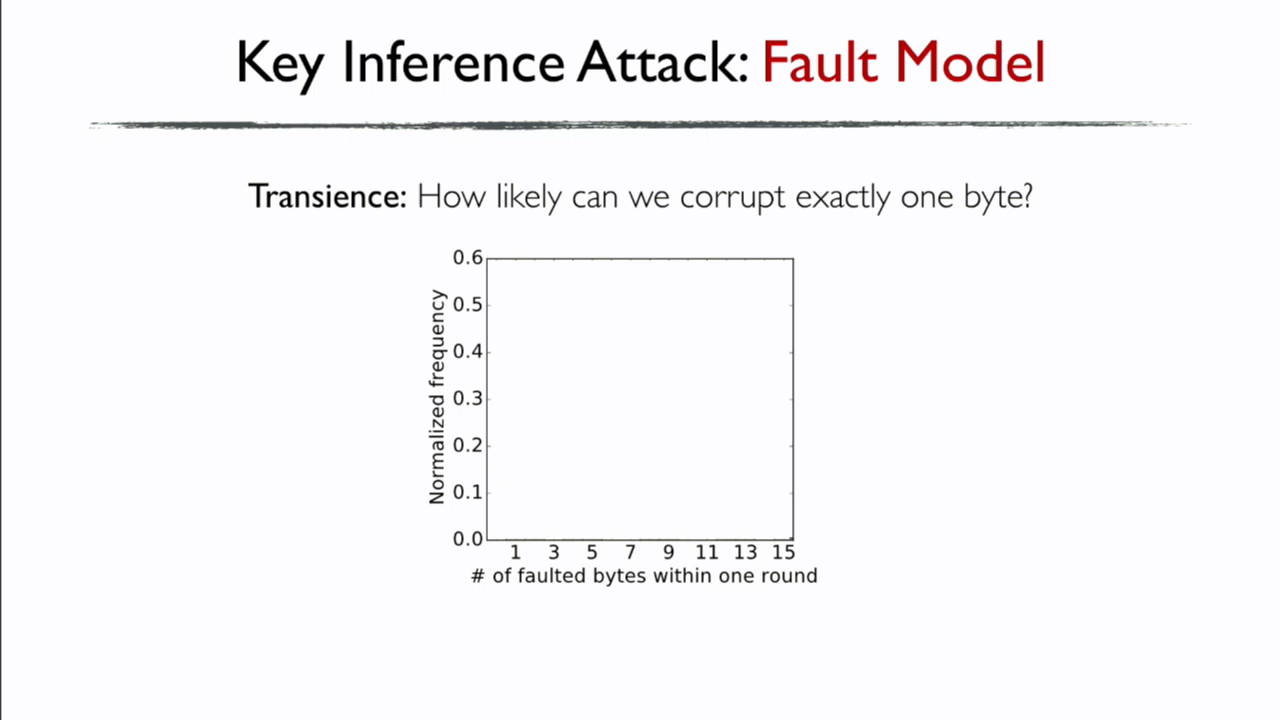 Key Inference Attack: Fault Model
Transience: How likely can we corrupt exactly one byte?
Normalized frequency
0.6
0.5
0.4
0.3
0.2
0.1
0.0
1 3 5 7 9 11 13 15
# of faulted bytes within one round